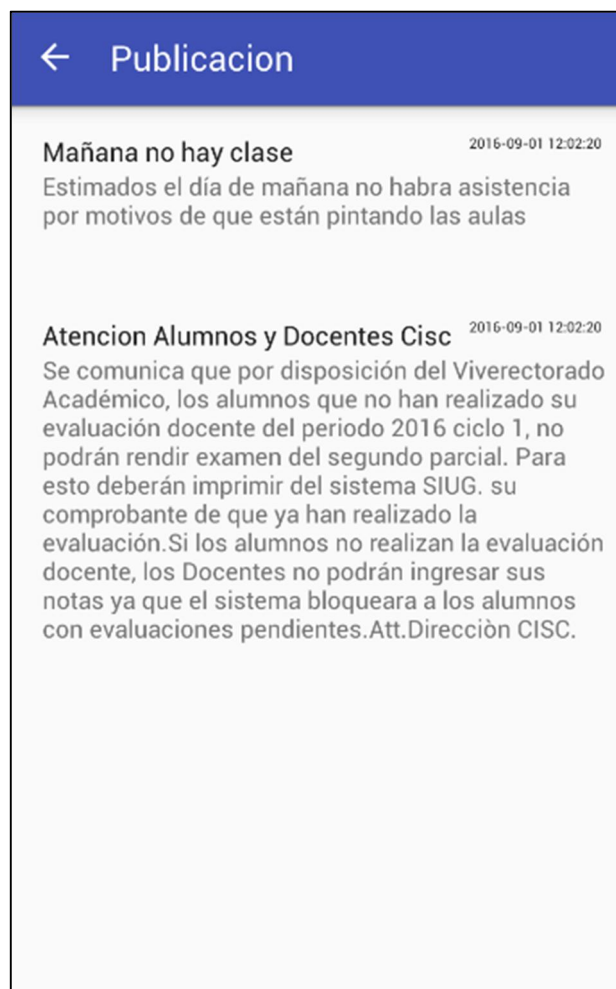 Publicacion
Mañana no hay clase 2016-09-01 12:02:20
Estimados el día de mañana no habra asistencia
por motivos de que están pintando las aulas
Atencion Alumnos y Docentes Cisc 2016-09-01 12:02:20
Se comunica que por disposición del Viverectorado
Académico, los alumnos que no han realizado su
evaluación docente del periodo 2016 ciclo 1, no
podrán rendir examen del segundo parcial. Para
esto deberán imprimir del sistema SIUG. su
comprobante de que ya han realizado la
evaluación.Si los alumnos no realizan la evaluación
docente, los Docentes no podrán ingresar sus
notas ya que el sistema bloqueara a los alumnos
con evaluaciones pendientes.Att.Direcciòn CISC.